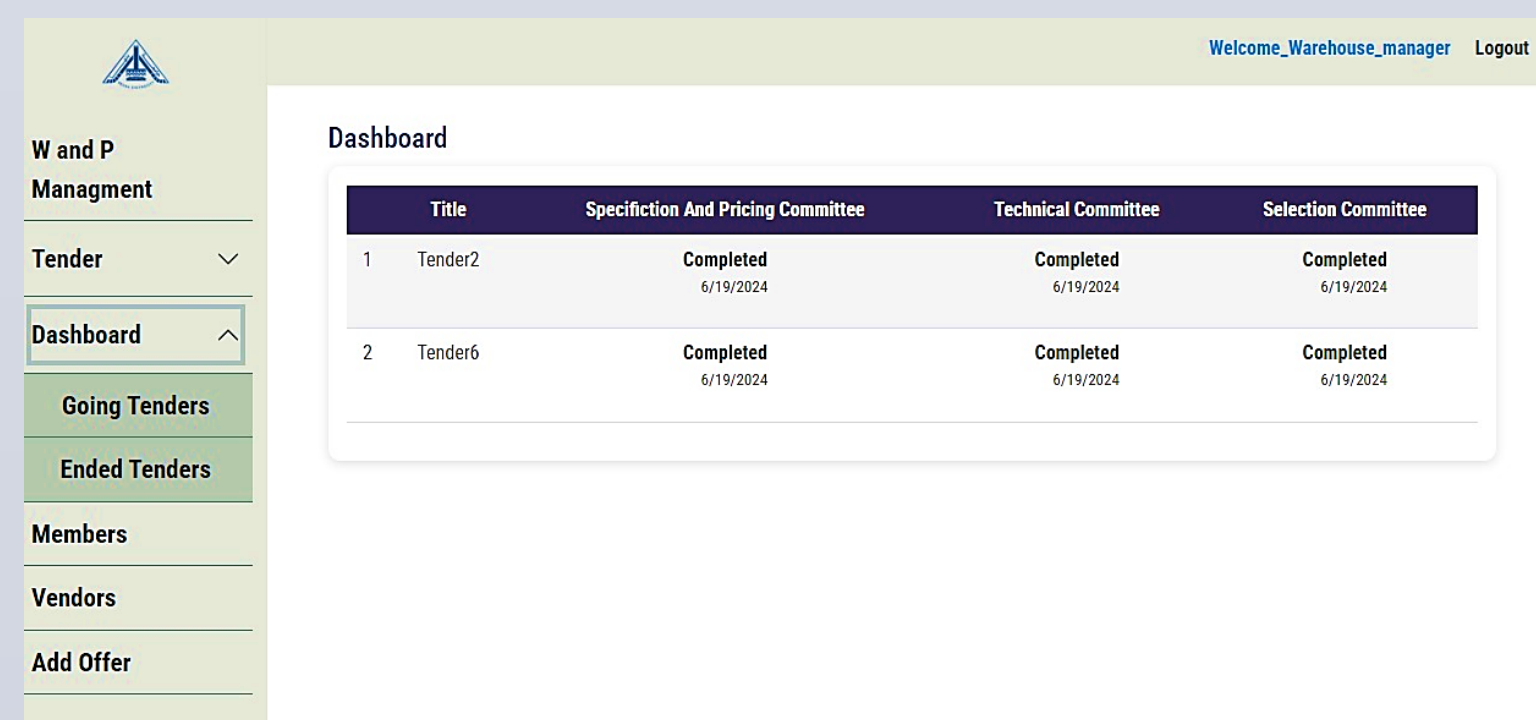 Welcome_Warehouse_manager Logout
W and P
Managment
Tender
Dashboard
Going Tenders
Ended Tenders
Members
Vendors
Add Offer
Dashboard
Title Specifiction And Pricing Committee Technical Committee Selection Committee
1 Tender2 Completed Completed Completed
6/19/2024 6/19/2024 6/19/2024
2 Tender6 Completed Completed Completed
6/19/2024 6/19/2024 6/19/2024